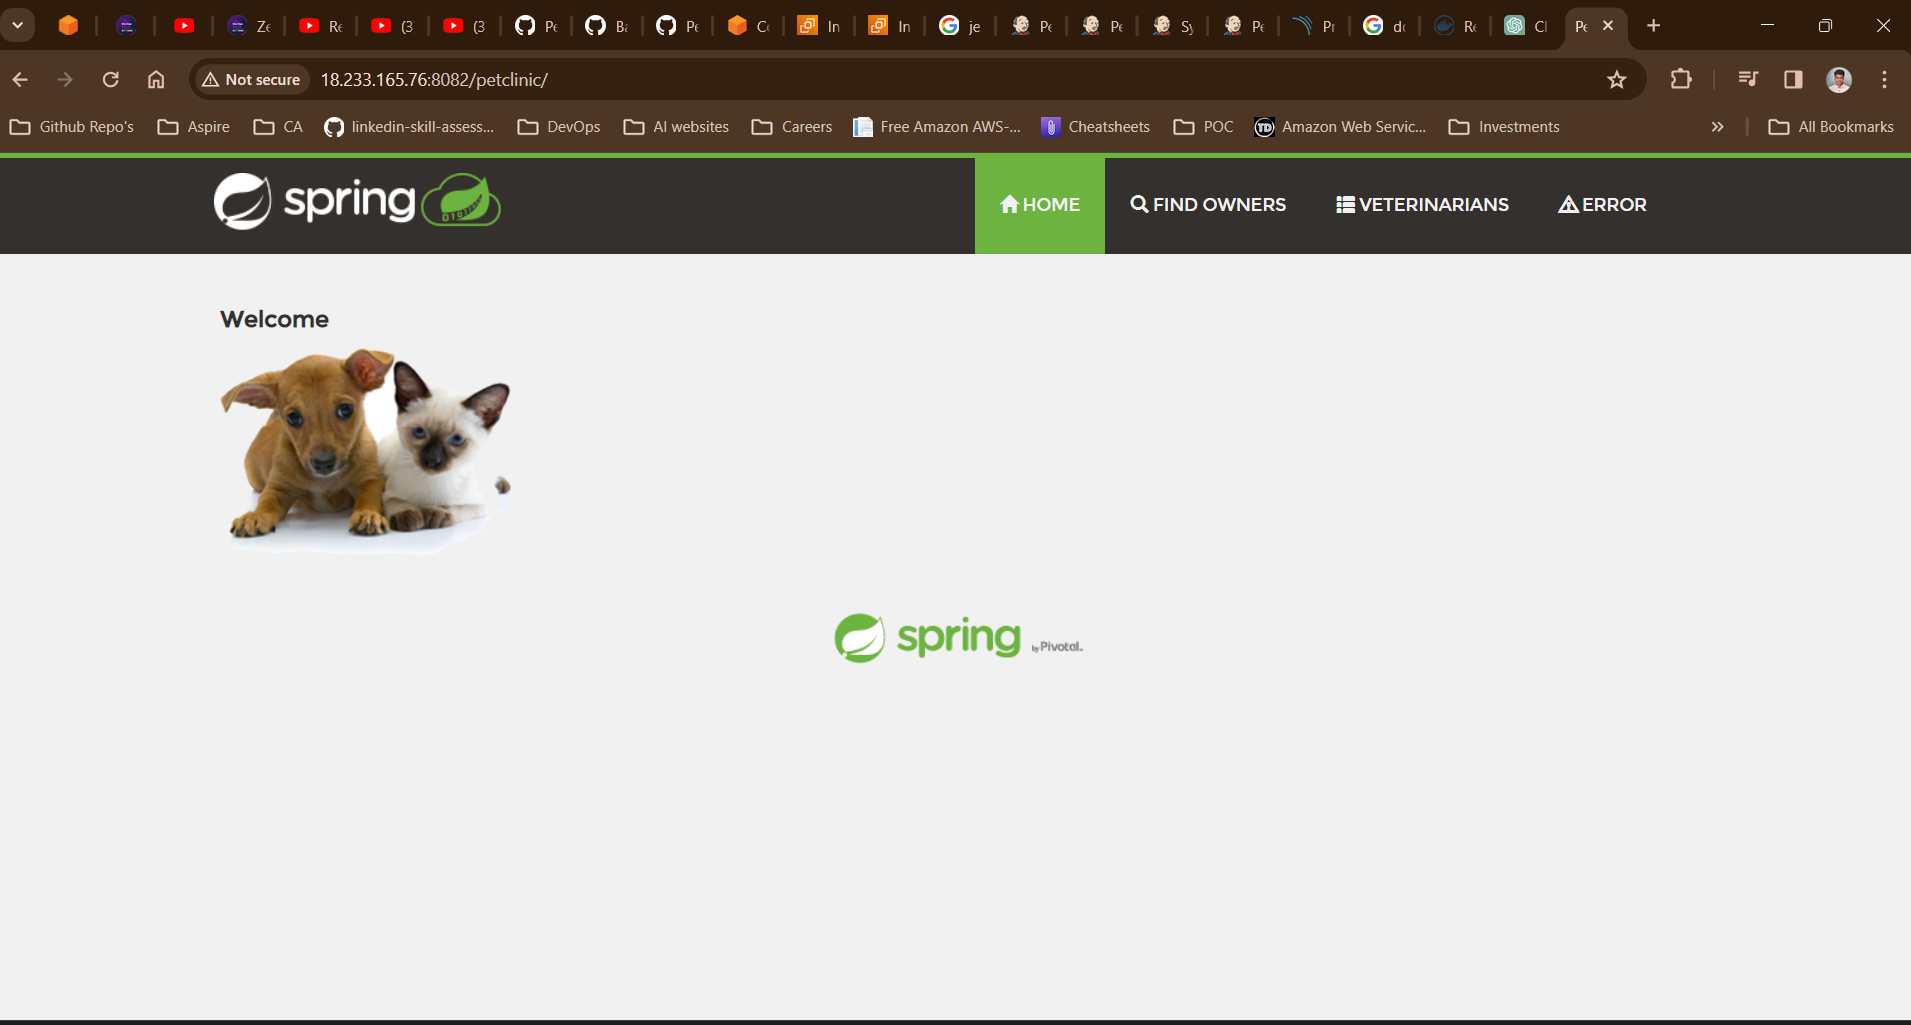 Ze
Re
(3
(3
Pe
Ba
Pe
In
In
je
Pe
Pe
Sy
Pe
Pr
Re
Pe
Not secure
18.233.165.76:8082/petclinic/
Github Repo's
Aspire
CA
linkedin-skill-assess...
DevOps
AI websites
Careers
Free Amazon AWS-...
Cheatsheets
POC
TD
Amazon Web Servic...
Investments
All Bookmarks
spring
HOME
FIND OWNERS
VETERINARIANS
ERROR
Welcome
spring by Pivotal.